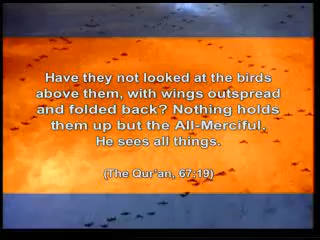 Have they not looked at the birds
above them, with wings outspread
and folded back? Nothing holds
them up but the All-Merciful.
He sees all things.
(The Qur'an, 67:19)